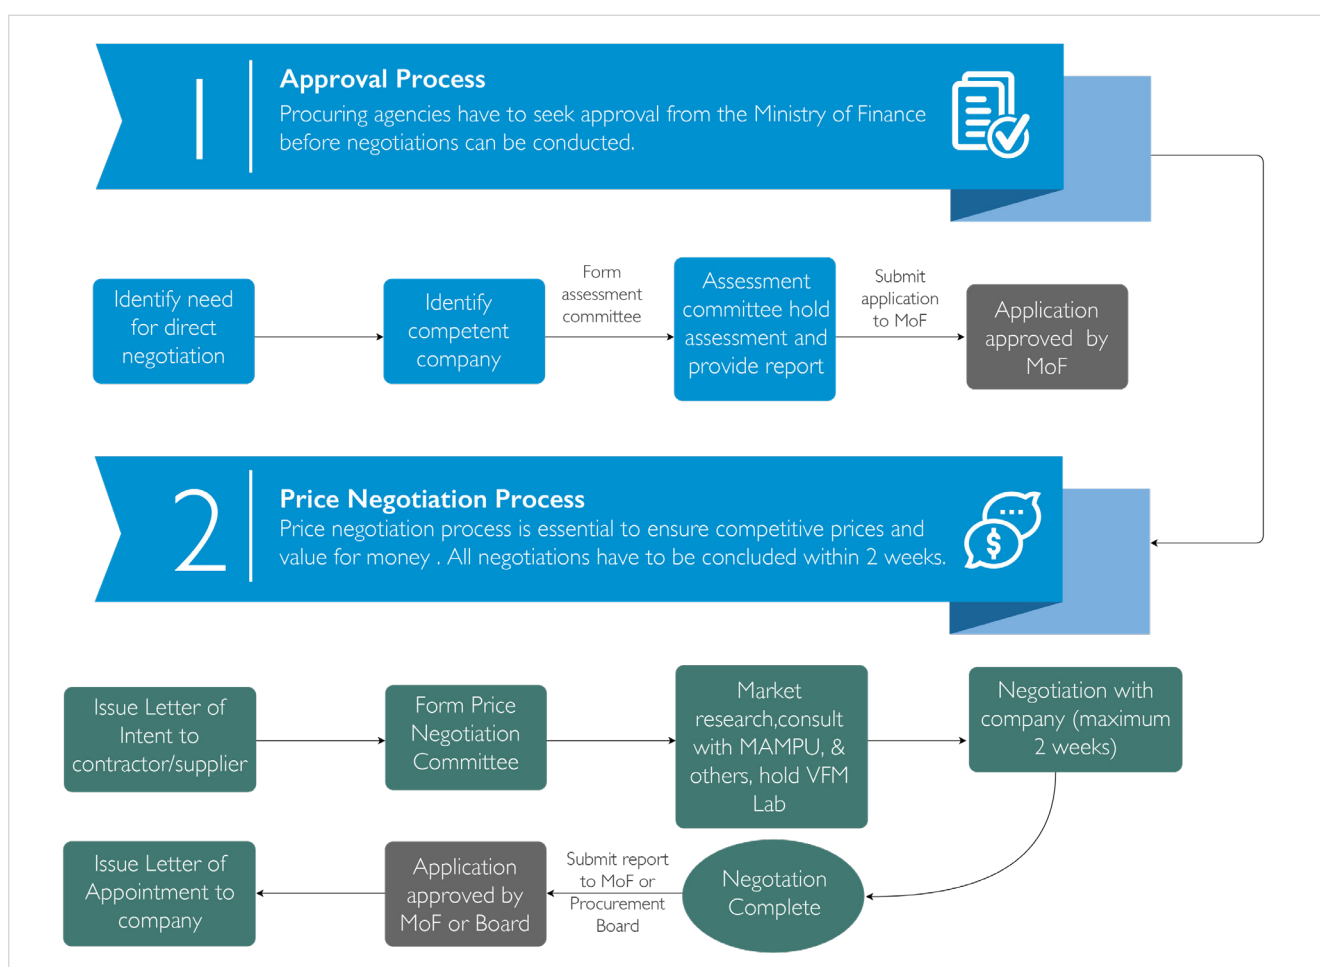 1
Approval Process
Procuring agencies have to seek approval from the Ministry of Finance
before negotiations can be conducted.
Identify need
for direct
negotiation
Identify
competent
company
Form
assessment
committee
Assessment
committee hold
assessment and
provide report
Submit
application
to MoF
Application
approved by
MoF
2
Price Negotiation Process
Price negotiation process is essential to ensure competitive prices and
value for money . All negotiations have to be concluded within 2 weeks.
$
Issue Letter of
Intent to
contractor/supplier
Form Price
Negotiation
Committee
Market
research,consult
with MAMPU, &
others, hold VFM
Lab
Negotiation with
company (maximum
2 weeks)
Negotation
Complete
Submit report
to MoF or
Procurement
Board
Application
approved by
MoF or Board
Issue Letter of
Appointment to
company